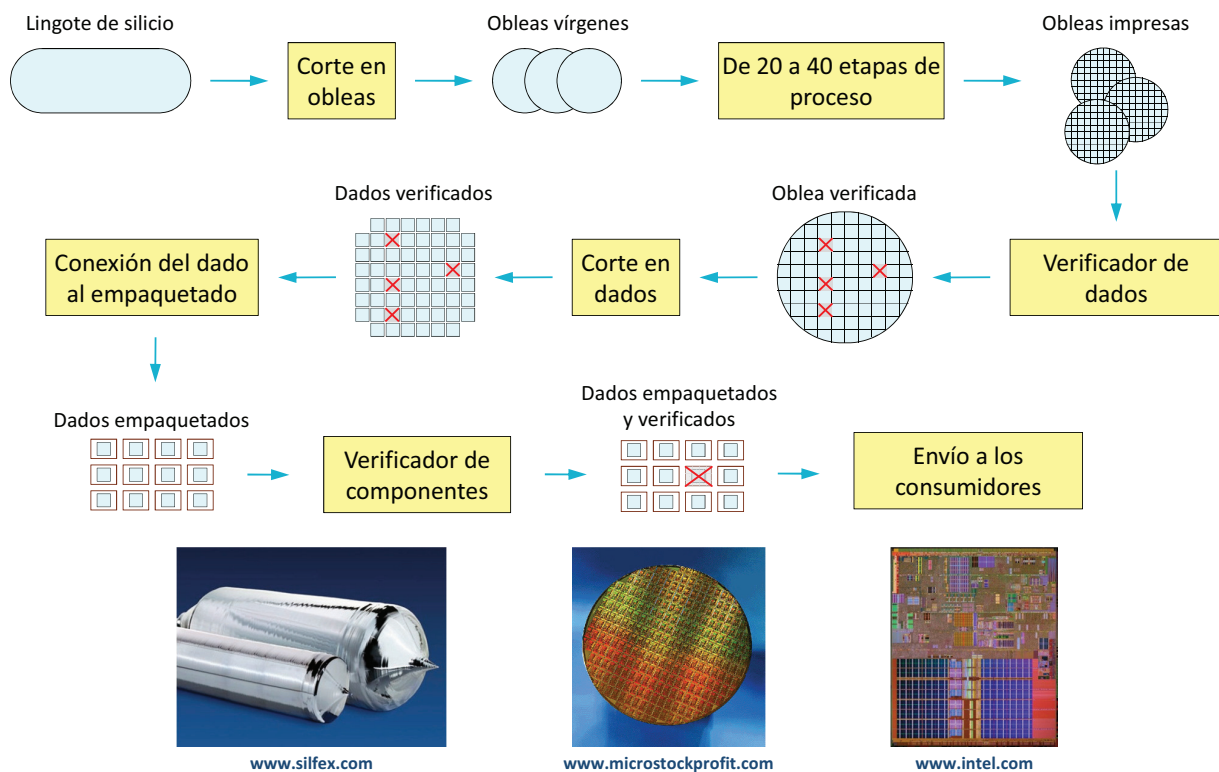 Lingote de silicio
Corte en
obleas
Obleas vírgenes
De 20 a 40 etapas de
proceso
Obleas impresas
Verificador de
dados
Oblea verificada
Corte en
dados
Dados verificados
Conexión del dado
al empaquetado
Dados empaquetados
Verificador de
componentes
Dados empaquetados
y verificados
Envío a los
consumidores
www.silfex.com
www.microstockprofit.com
www.intel.com